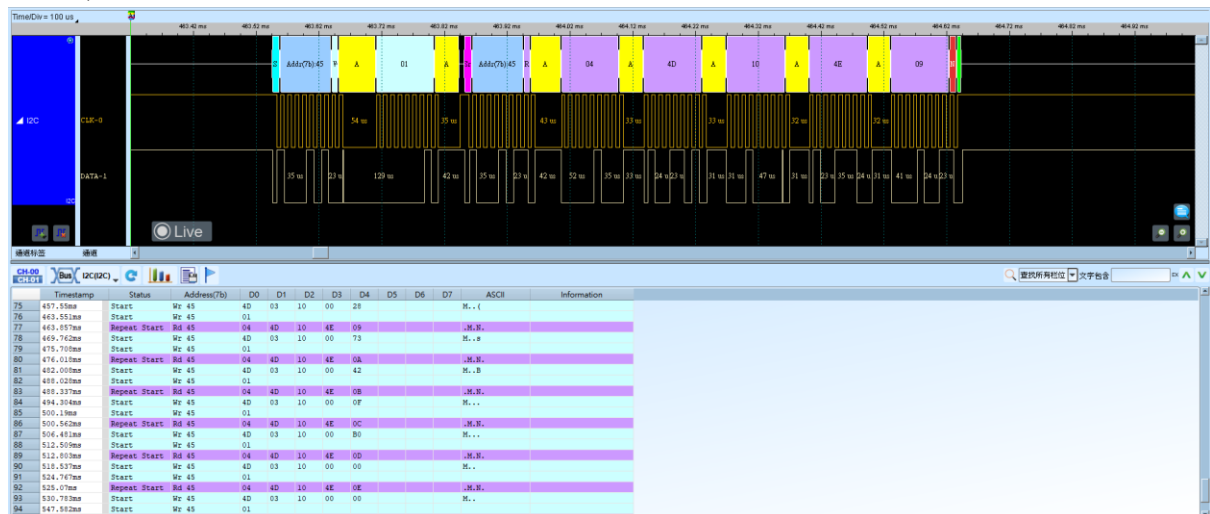 Time/Div= 100 us
463.42 ms 463.52 ms 463.62 ms 463.72 ms 463.82 ms 463.92 ms 464.02 ms 464.12 ms 464.22 ms 464.32 ms 464.42 ms 464.52 ms 464.62 ms 464.72 ms 464.82 ms 464.92 ms
S Addr(7b):45 A 01 A Addr(7b):45 R A 04 A 4D A 10 A 4E A 09
I2C CLK-0 54 us 35 us 43 us 33 us 33 us 32 us 32 us
DATA-1 35 us 23 u 129 us 42 us 35 us 23 u 42 us 52 us 35 us 33 us 24 u 23 u 31 us 31 us 47 us 31 us 23 u 35 us 24 u 31 us 41 us 24 u 23 u
I2C
Live
通道标签 通道
CH-00
CH-01 Bus I2C(I2C) 查找所有栏位 文字包含
Timestamp Status Address(7b) D0 D1 D2 D3 D4 D5 D6 D7 ASCII Information
75 457.55ms Start Wr 45 4D 03 10 00 28 M..(
76 463.551ms Start Wr 45 01
77 463.857ms Repeat Start Rd 45 04 4D 10 4E 09 .M.N.
78 469.762ms Start Wr 45 4D 03 10 00 73 M..s
79 475.708ms Start Wr 45 01
80 476.018ms Repeat Start Rd 45 04 4D 10 4E 0A .M.N.
81 482.008ms Start Wr 45 4D 03 10 00 42 M..B
82 488.028ms Start Wr 45 01
83 488.337ms Repeat Start Rd 45 04 4D 10 4E 0B .M.N.
84 494.304ms Start Wr 45 4D 03 10 00 0F M...
85 500.19ms Start Wr 45 01
86 500.562ms Repeat Start Rd 45 04 4D 10 4E 0C .M.N.
87 506.481ms Start Wr 45 4D 03 10 00 B0 M...
88 512.509ms Start Wr 45 01
89 512.803ms Repeat Start Rd 45 04 4D 10 4E 0D .M.N.
90 518.537ms Start Wr 45 4D 03 10 00 00 M..
91 524.767ms Start Wr 45 01
92 525.07ms Repeat Start Rd 45 04 4D 10 4E 0E .M.N.
93 530.783ms Start Wr 45 4D 03 10 00 00 M..
94 547.582ms Start Wr 45 01